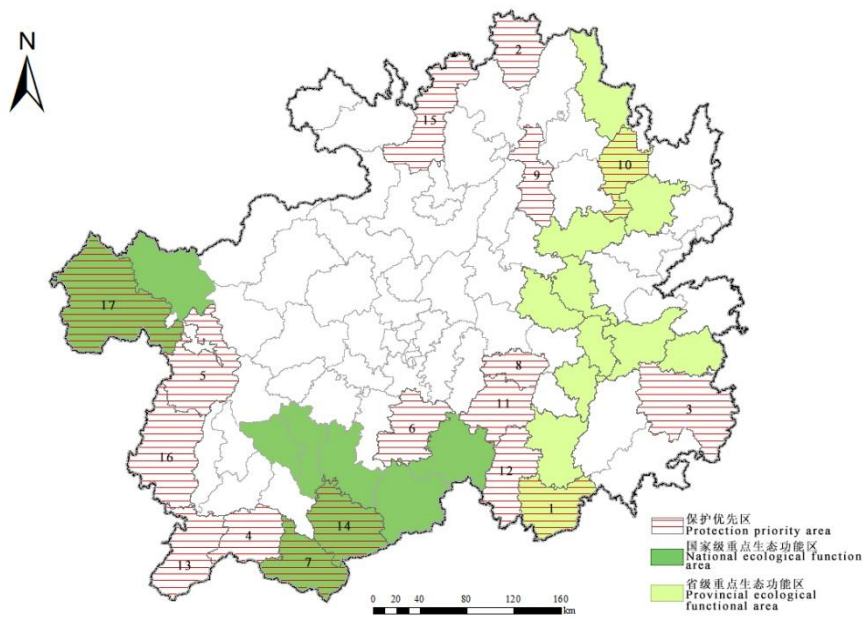 N
2
15
9
10
17
5
8
11
3
6
16
12
1
14
4
7
13
保护优先区
Protection priority area
国家级重点生态功能区
National ecological function
area
省级重点生态功能区
Provincial ecological
functional area
0 20 40 80 120 160
km